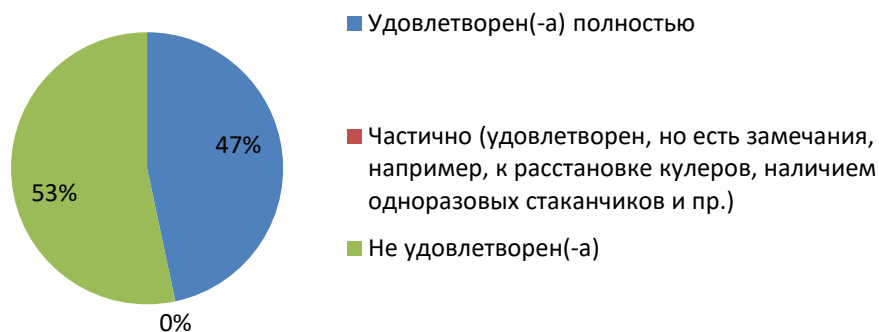 Удовлетворен(-а) полностью
47%
Частично (удовлетворен, но есть замечания,
например, к расстановке кулеров, наличием
одноразовых стаканчиков и пр.)
53%
Не удовлетворен(-а)
0%